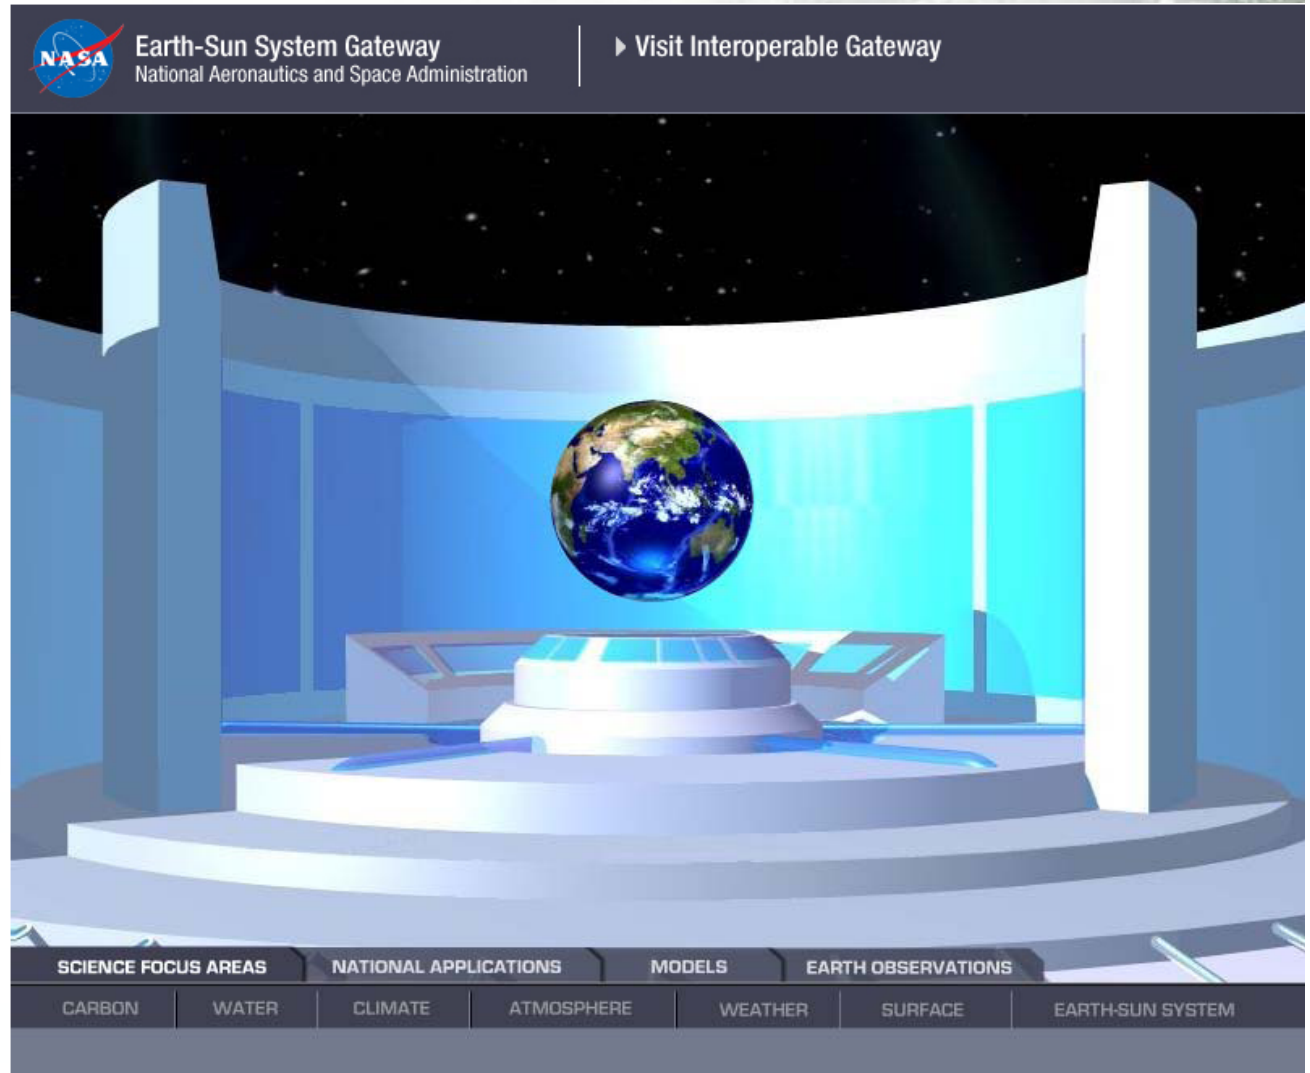 NASA
Earth-Sun System Gateway
National Aeronautics and Space Administration
Visit Interoperable Gateway
SCIENCE FOCUS AREAS NATIONAL APPLICATIONS MODELS EARTH OBSERVATIONS
CARBON WATER CLIMATE ATMOSPHERE WEATHER SURFACE EARTH-SUN SYSTEM